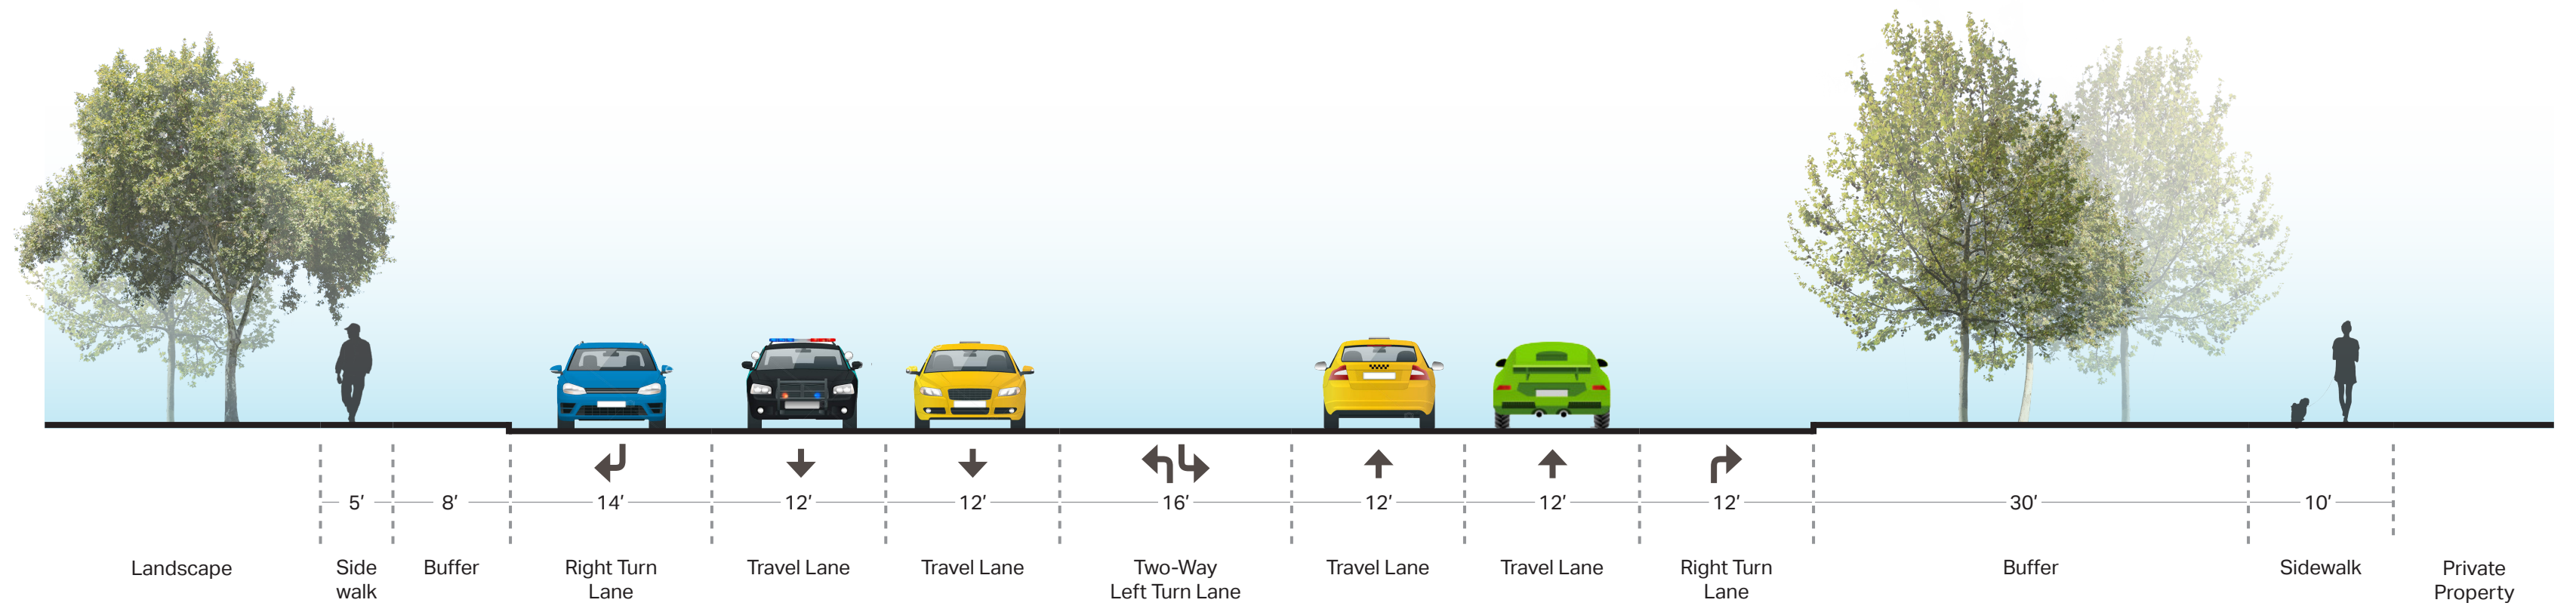 5’ 8’ 14’ 12’ 12’ 16’ 12’ 12’ 12’ 30’ 10’
Landscape Side Buffer Right Turn Travel Lane Travel Lane Two-Way Travel Lane Travel Lane Right Turn Buffer Sidewalk Private
walk Lane Left Turn Lane Lane Property